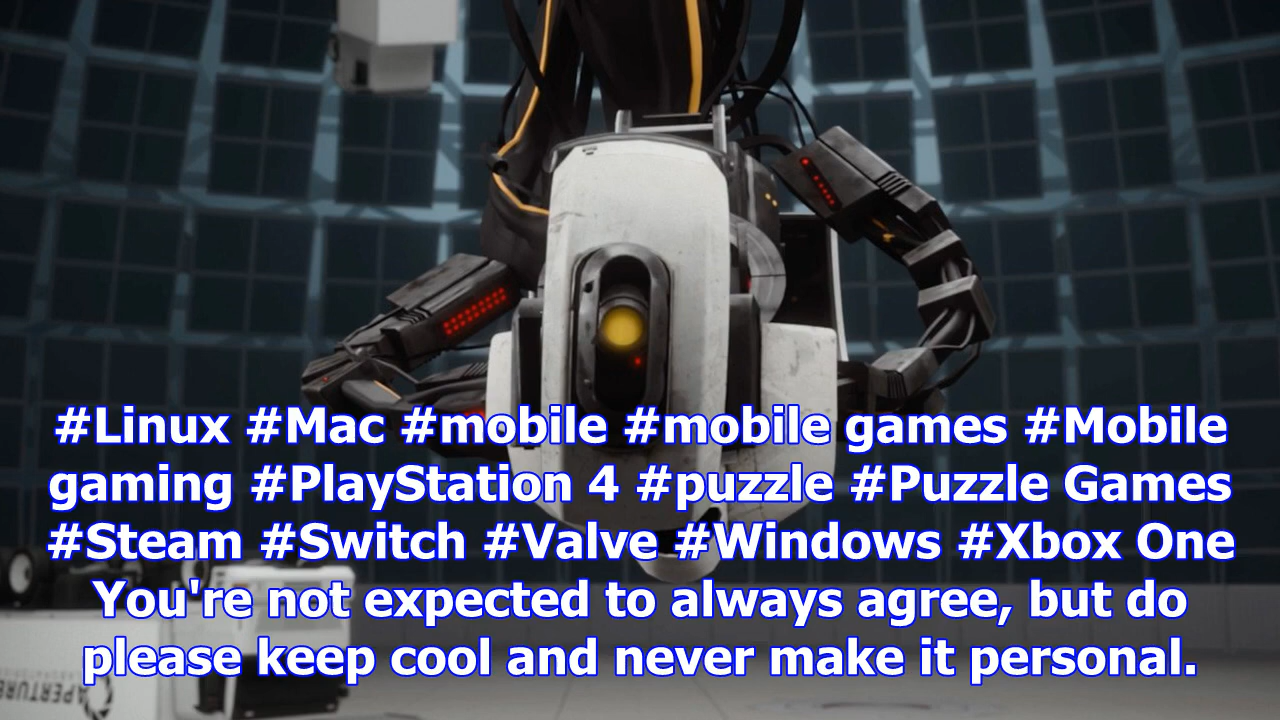 #Linux #Mac #mobile #mobile games #Mobile
gaming #PlayStation 4 #puzzle #Puzzle Games
#Steam #Switch #Valve #Windows #Xbox One
You're not expected to always agree, but do
please keep cool and never make it personal.
APERTURE